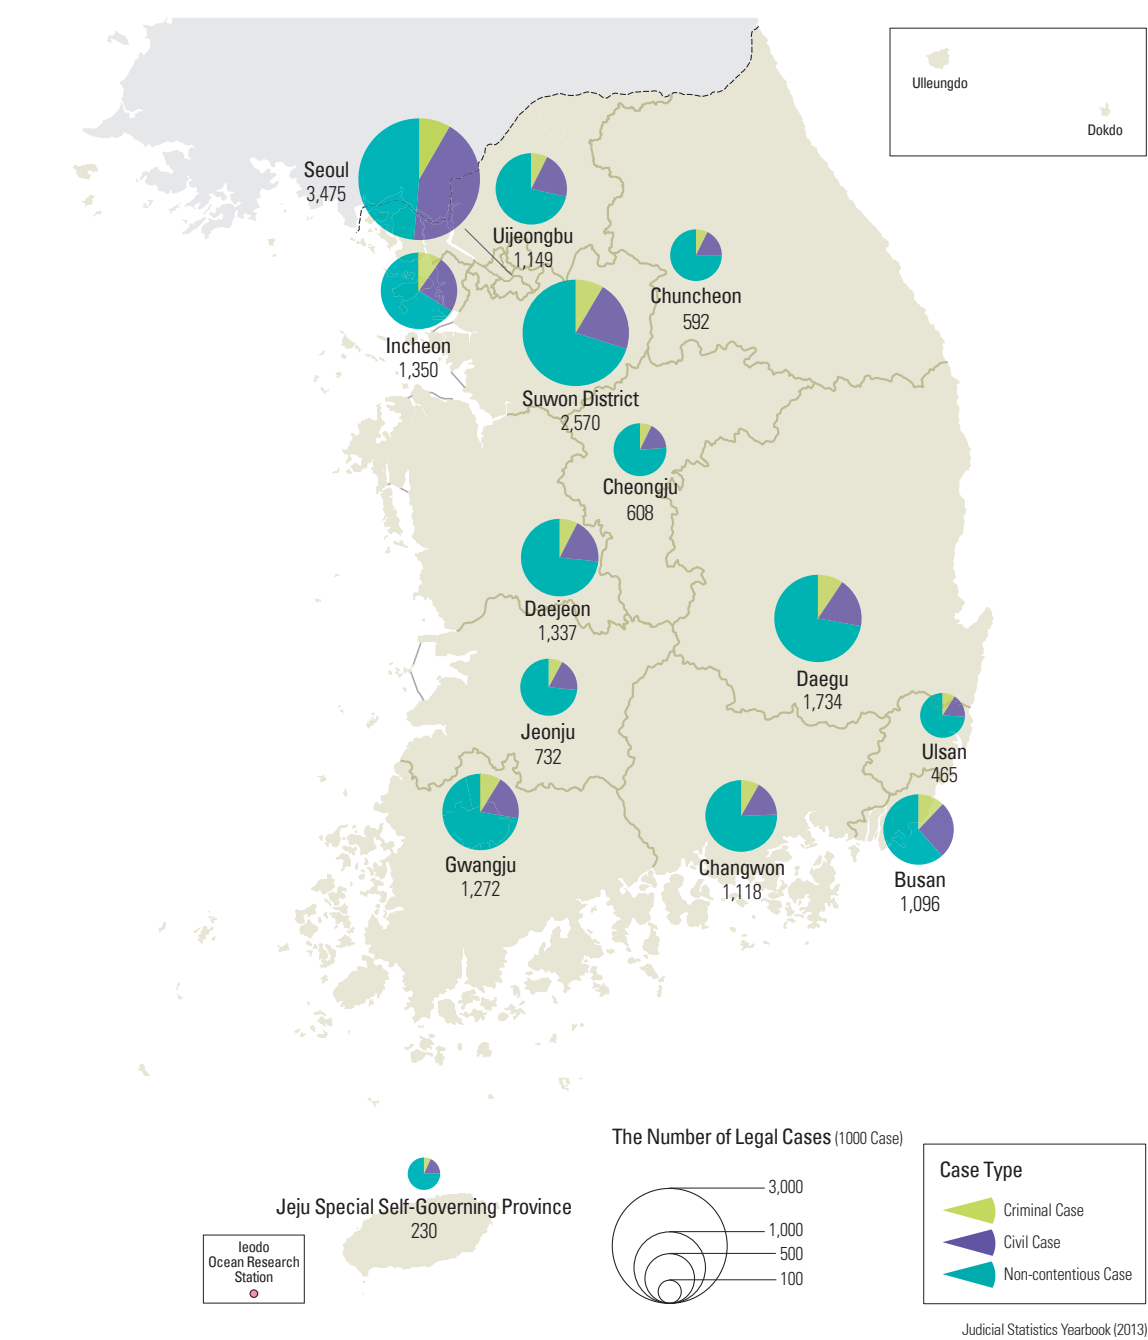 Ulleungdo
Dokdo
Seoul
3,475
Uijeongbu
1,149
Chuncheon
592
Incheon
1,350
Suwon District
2,570
Cheongju
608
Daejeon
1,337
Daegu
1,734
Jeonju
732
Ulsan
465
Gwangju
1,272
Changwon
1,118
Busan
1,096
Jeju Special Self-Governing Province
230
Ieodo
Ocean Research
Station
The Number of Legal Cases (1000 Case)
3,000
1,000
500
100
Case Type
Criminal Case
Civil Case
Non-contentious Case
Judicial Statistics Yearbook (2013)